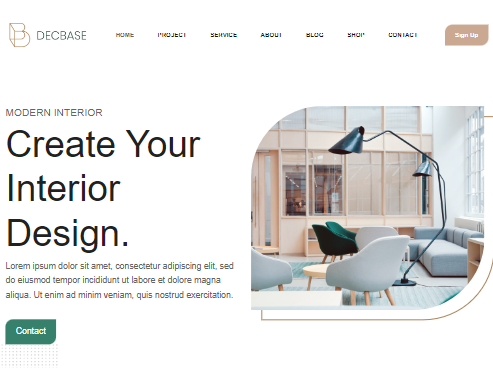 DECBASE
HOME PROJECT SERVICE ABOUT BLOG SHOP CONTACT Sign Up
MODERN INTERIOR
Create Your
Interior
Design.
Lorem ipsum dolor sit amet, consectetur adipiscing elit, sed
do eiusmod tempor incididunt ut labore et dolore magna
aliqua. Ut enim ad minim veniam, quis nostrud exercitation.
Contact